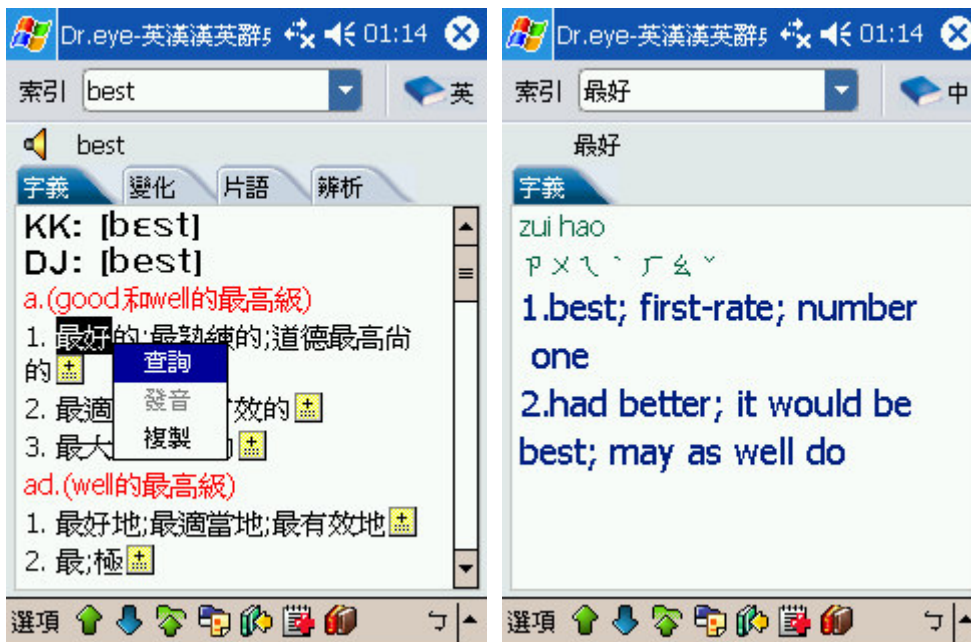 Dr.eye-英漢漢英辭 01:14
索引 best 英
best
字義 變化 片語 辨析
KK: [bɛst]
DJ: [best]
a.(good和well的最高級)
1. 最好的;最熟練的;道德最高尚
的
查詢
發音
複製
2. 最適 效的
3. 最大
ad.(well的最高級)
1. 最好地;最適當地;最有效地
2. 最;極
選項 ㄅ
Dr.eye-英漢漢英辭 01:14
索引 最好 中
最好
字義
zui hao
ㄗㄨㄟˋㄏㄠˇ
1.best; first-rate; number
one
2.had better; it would be
best; may as well do
選項 ㄅ